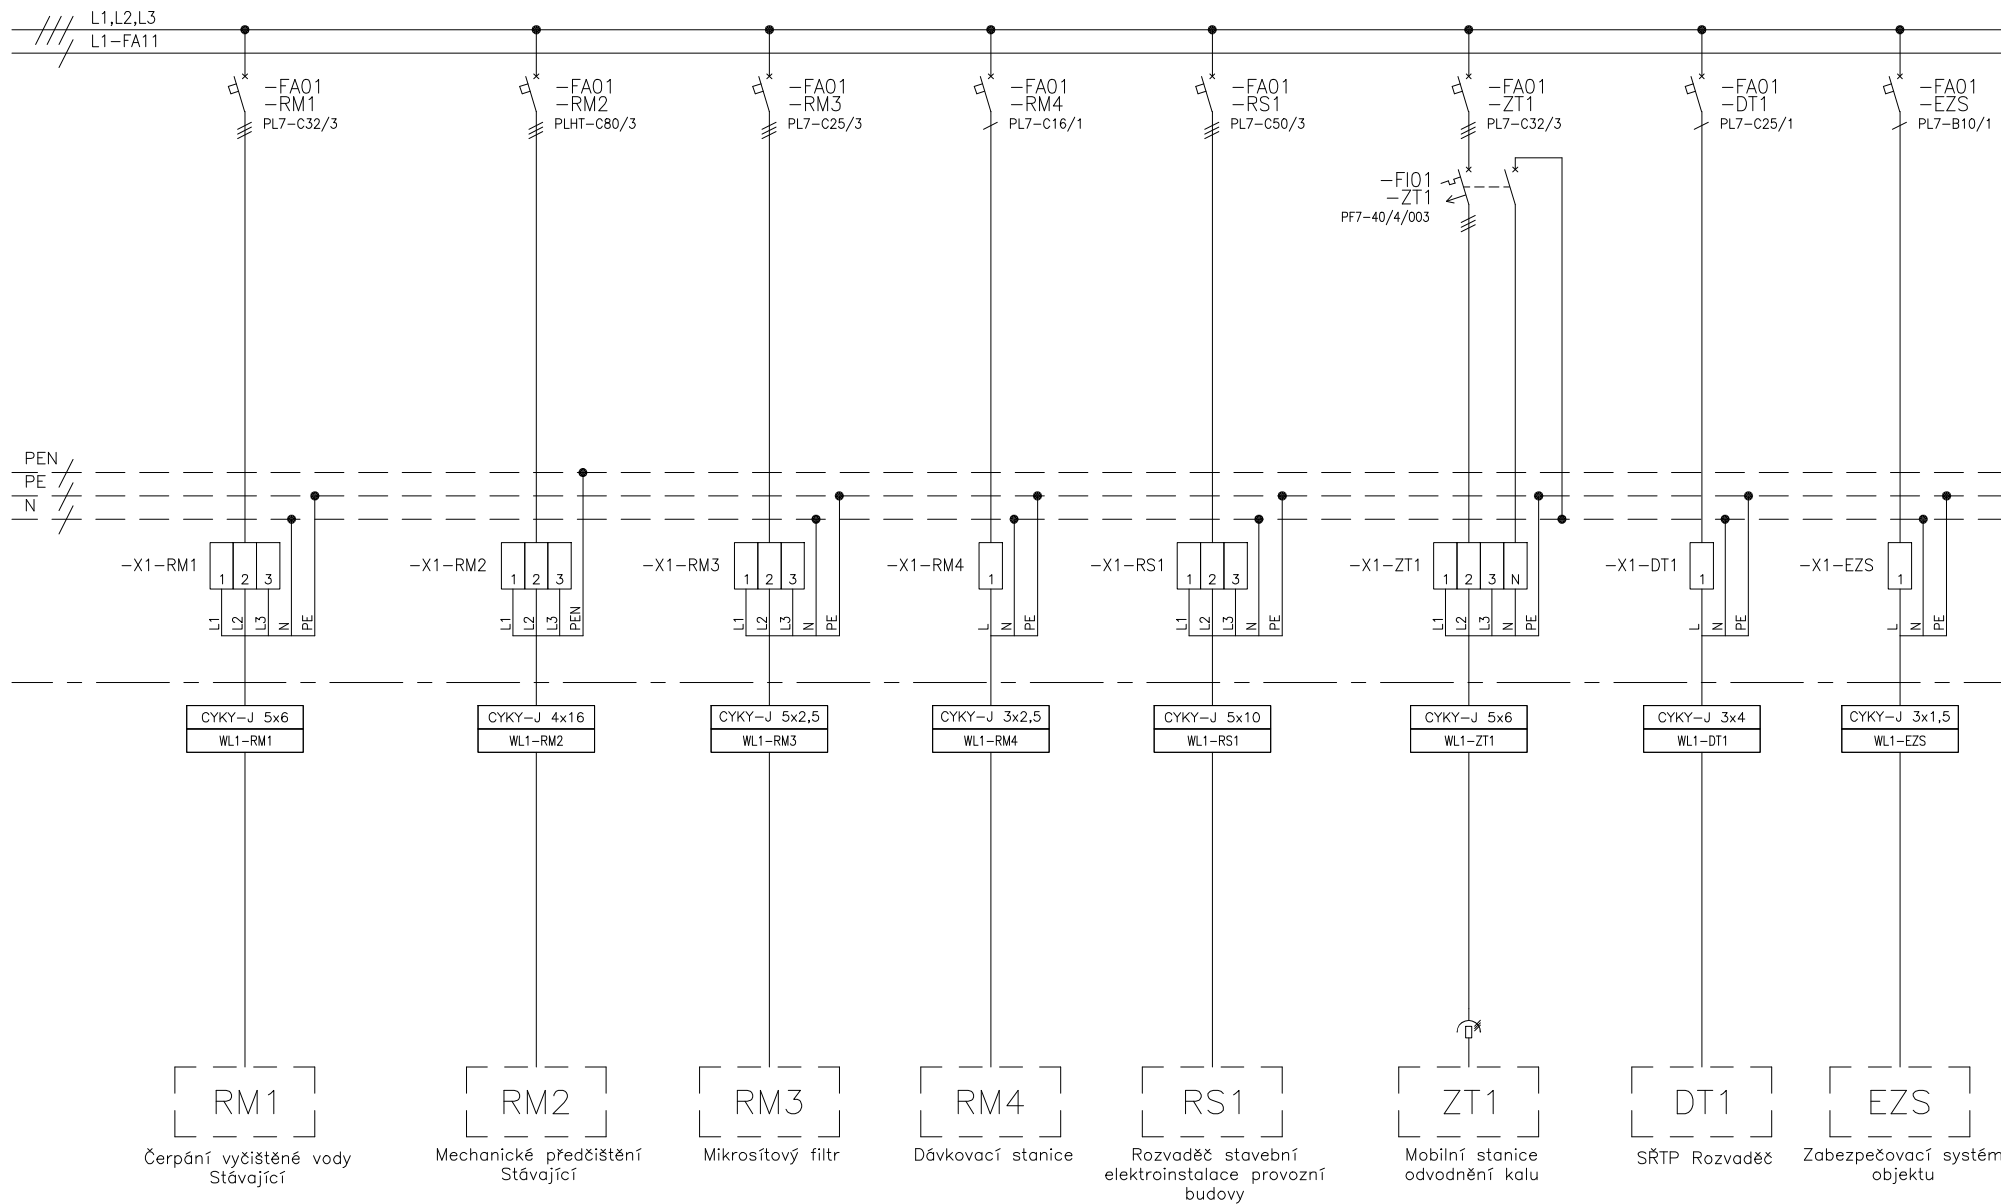 L1,L2,L3
L1-FA11
-FA01
-RM1
PL7-C32/3
-FA01
-RM2
PLHT-C80/3
-FA01
-RM3
PL7-C25/3
-FA01
-RM4
PL7-C16/1
-FA01
-RS1
PL7-C50/3
-FA01
-ZT1
PL7-C32/3
-FA01
-DT1
PL7-C25/1
-FA01
-EZS
PL7-B10/1
-FI01
-ZT1
PF7-40/4/003
PEN
PE
N
-X1-RM1
1 2 3
-X1-RM2
1 2 3
-X1-RM3
1 2 3
-X1-RM4
1
-X1-RS1
1 2 3
-X1-ZT1
1 2 3 N
-X1-DT1
1
-X1-EZS
1
L1 L2 L3 N PE
L1 L2 L3 PEN
L1 L2 L3 N PE
L N PE
L1 L2 L3 N PE
L1 L2 L3 N PE
L N PE
L N PE
CYKY-J 5x6
WL1-RM1
CYKY-J 4x16
WL1-RM2
CYKY-J 5x2,5
WL1-RM3
CYKY-J 3x2,5
WL1-RM4
CYKY-J 5x10
WL1-RS1
CYKY-J 5x6
WL1-ZT1
CYKY-J 3x4
WL1-DT1
CYKY-J 3x1,5
WL1-EZS
RM1
Čerpání vyčištěné vody
Stávající
RM2
Mechanické předčištění
Stávající
RM3
Mikrosítový filtr
RM4
Dávkovací stanice
RS1
Rozvaděč stavební
elektroinstalace provozní
budovy
ZT1
Mobilní stanice
odvodnění kalu
DT1
SŘTP Rozvaděč
EZS
Zabezpečovací systém
objektu